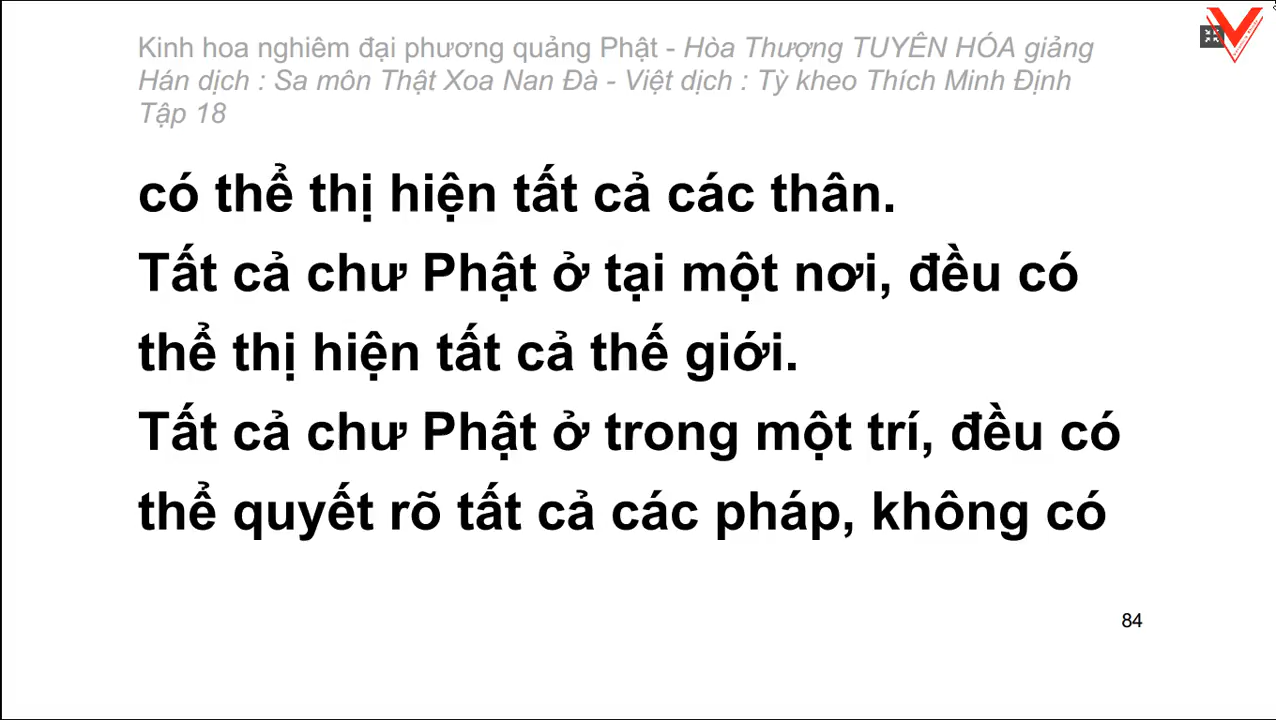 Kinh hoa nghiêm đại phương quảng Phật - Hòa Thượng TUYÊN HÓA giảng
Hán dịch : Sa môn Thật Xoa Nan Đà - Việt dịch : Tỳ kheo Thích Minh Định
Tập 18
có thể thị hiện tất cả các thân.
Tất cả chư Phật ở tại một nơi, đều có
thể thị hiện tất cả thế giới.
Tất cả chư Phật ở trong một trí, đều có
thể quyết rõ tất cả các pháp, không có
84